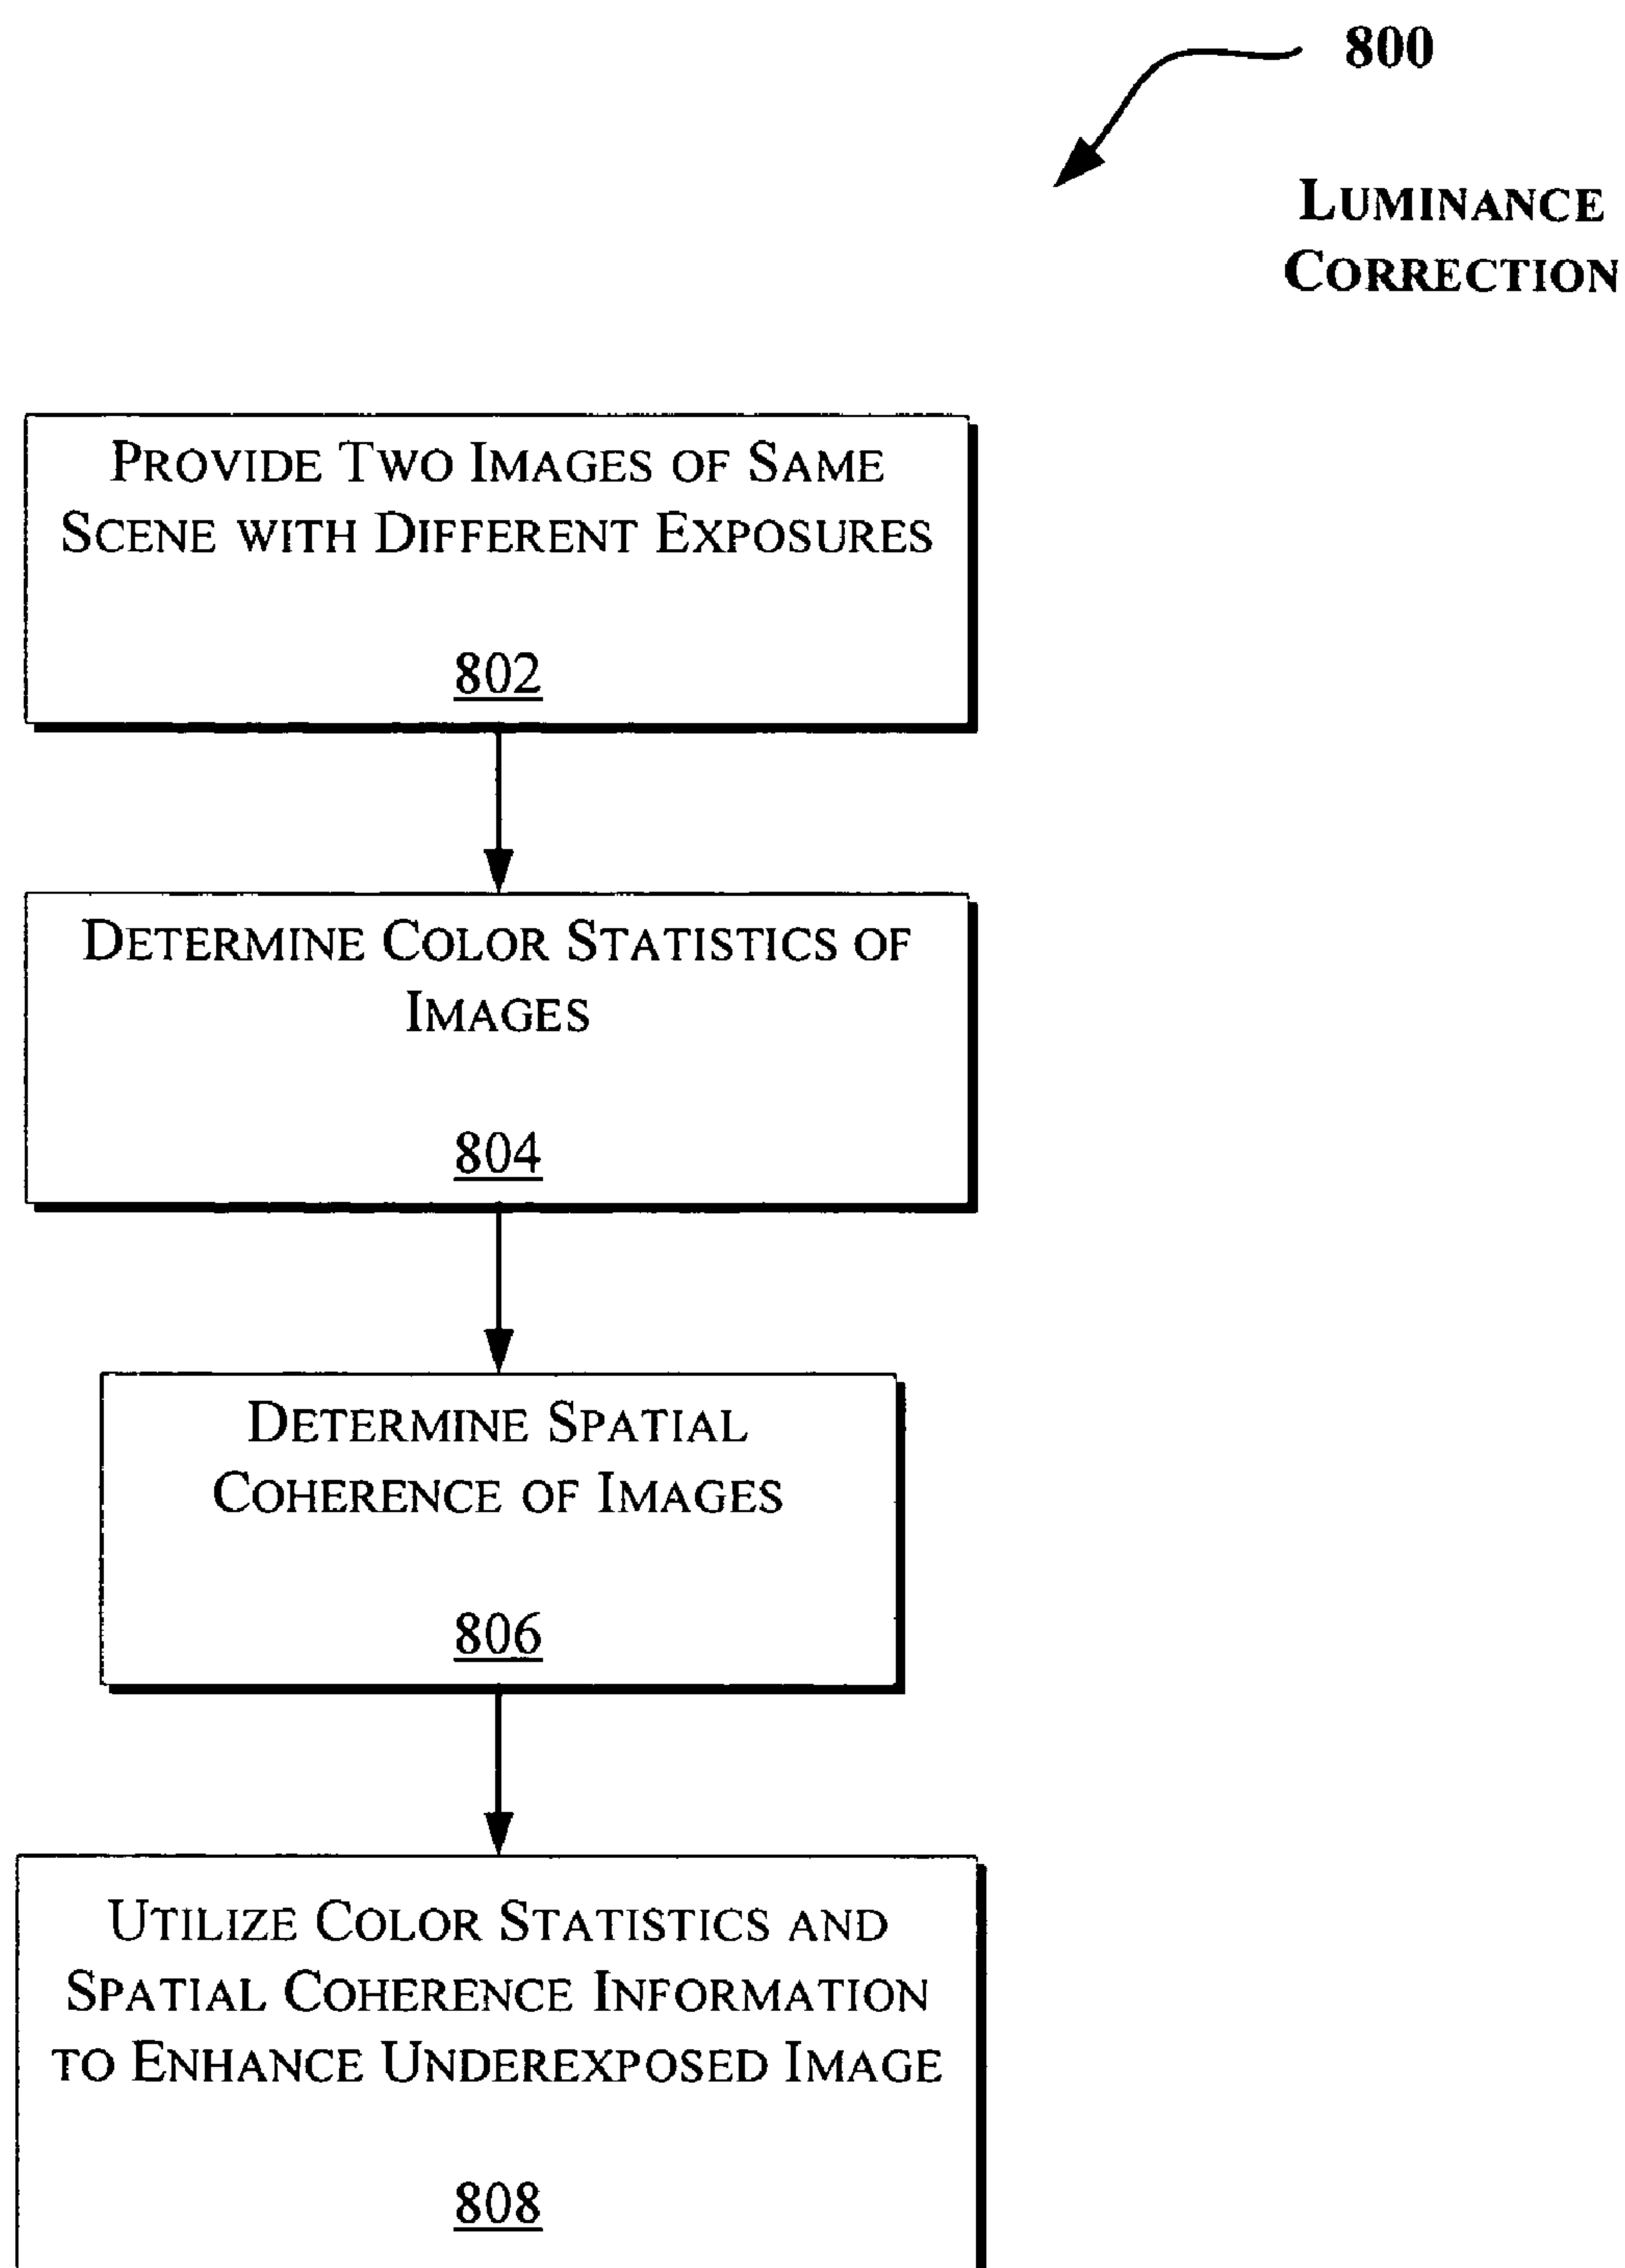 800
LUMINANCE
CORRECTION
PROVIDE TWO IMAGES OF SAME
SCENE WITH DIFFERENT EXPOSURES
802
DETERMINE COLOR STATISTICS OF
IMAGES
804
DETERMINE SPATIAL
COHERENCE OF IMAGES
806
UTILIZE COLOR STATISTICS AND
SPATIAL COHERENCE INFORMATION
TO ENHANCE UNDEREXPOSED IMAGE
808